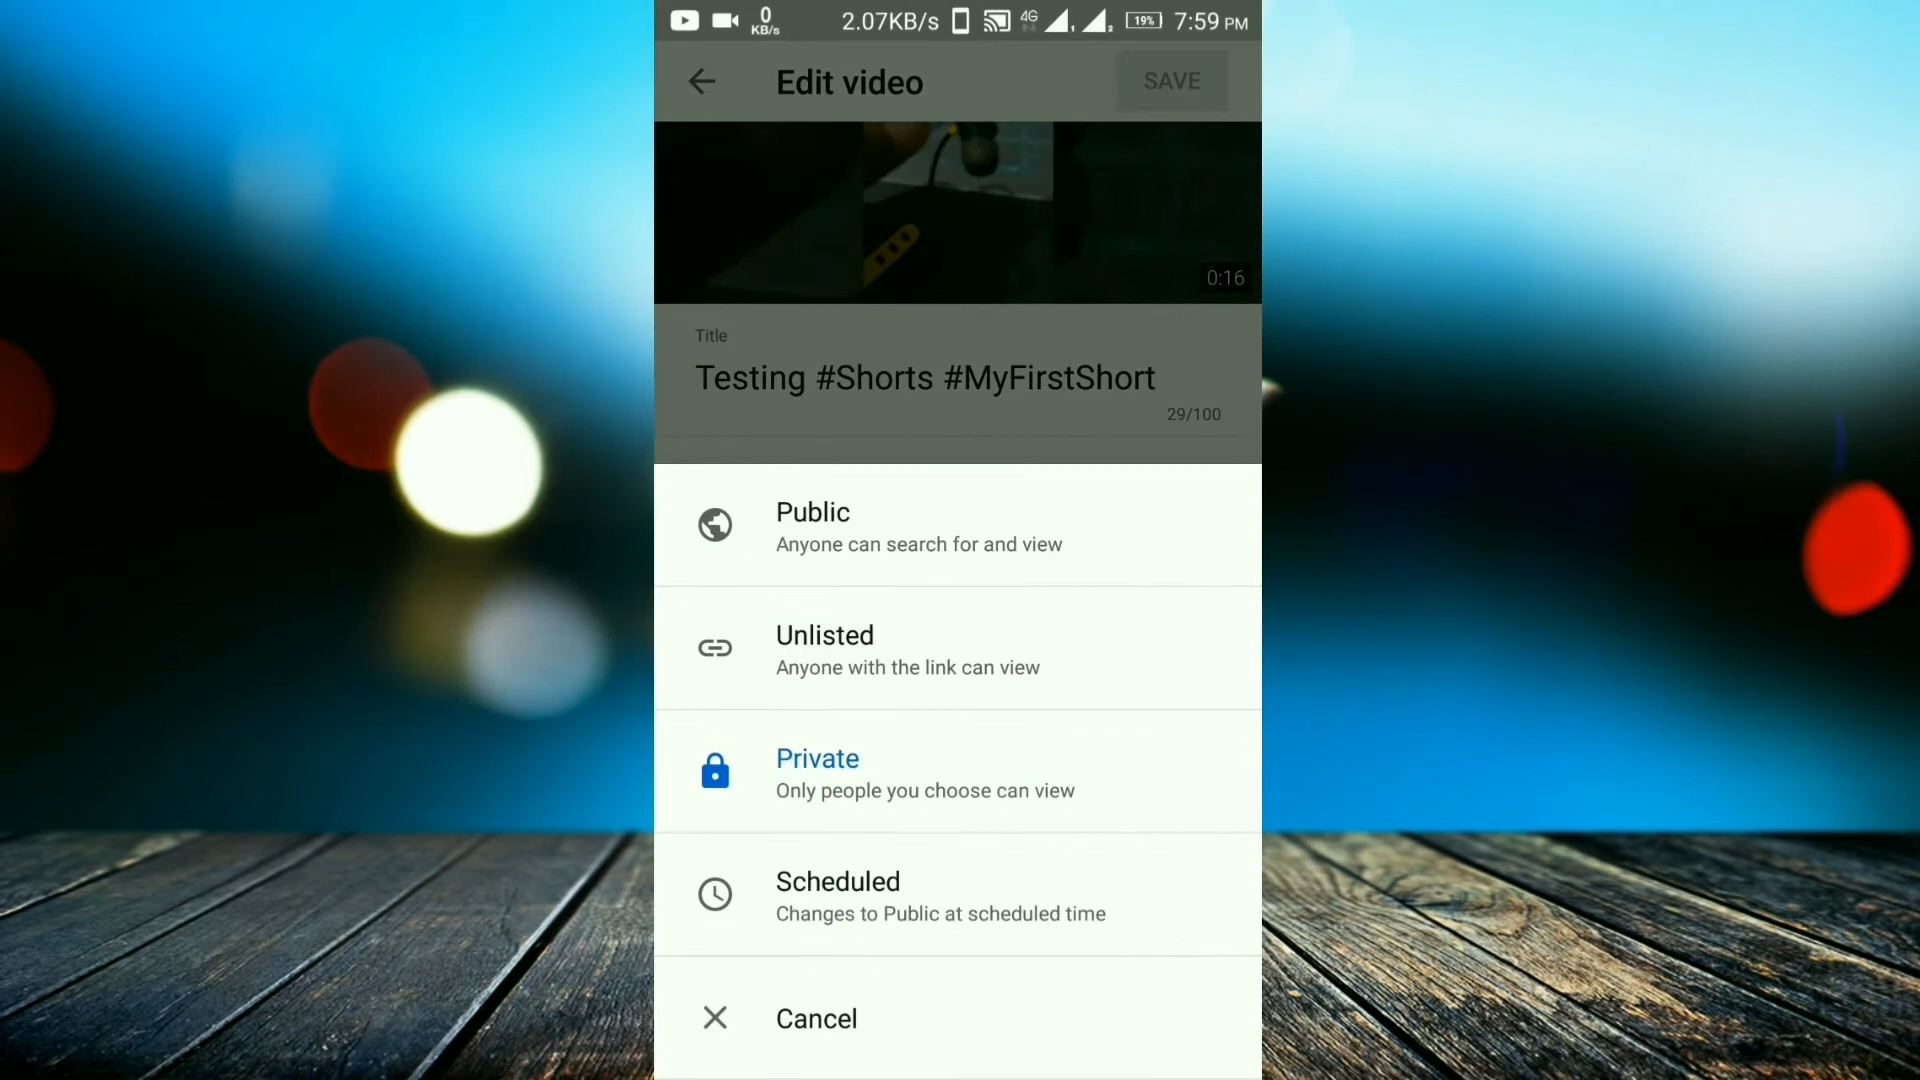 0 KB/s 2.07KB/s 4G 1 2 19% 7:59 PM
Edit video SAVE
0:16
Title
Testing #Shorts #MyFirstShort
29/100
Public
Anyone can search for and view
Unlisted
Anyone with the link can view
Private
Only people you choose can view
Scheduled
Changes to Public at scheduled time
Cancel